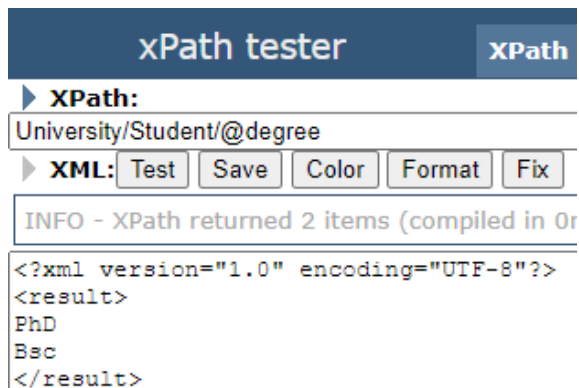 xPath tester
XPath
XPath:
University/Student/@degree
XML: Test Save Color Format Fix
INFO - XPath returned 2 items (compiled in
<?xml version="1.0" encoding="UTF-8"?>
<result>
PhD
Bsc
</result>